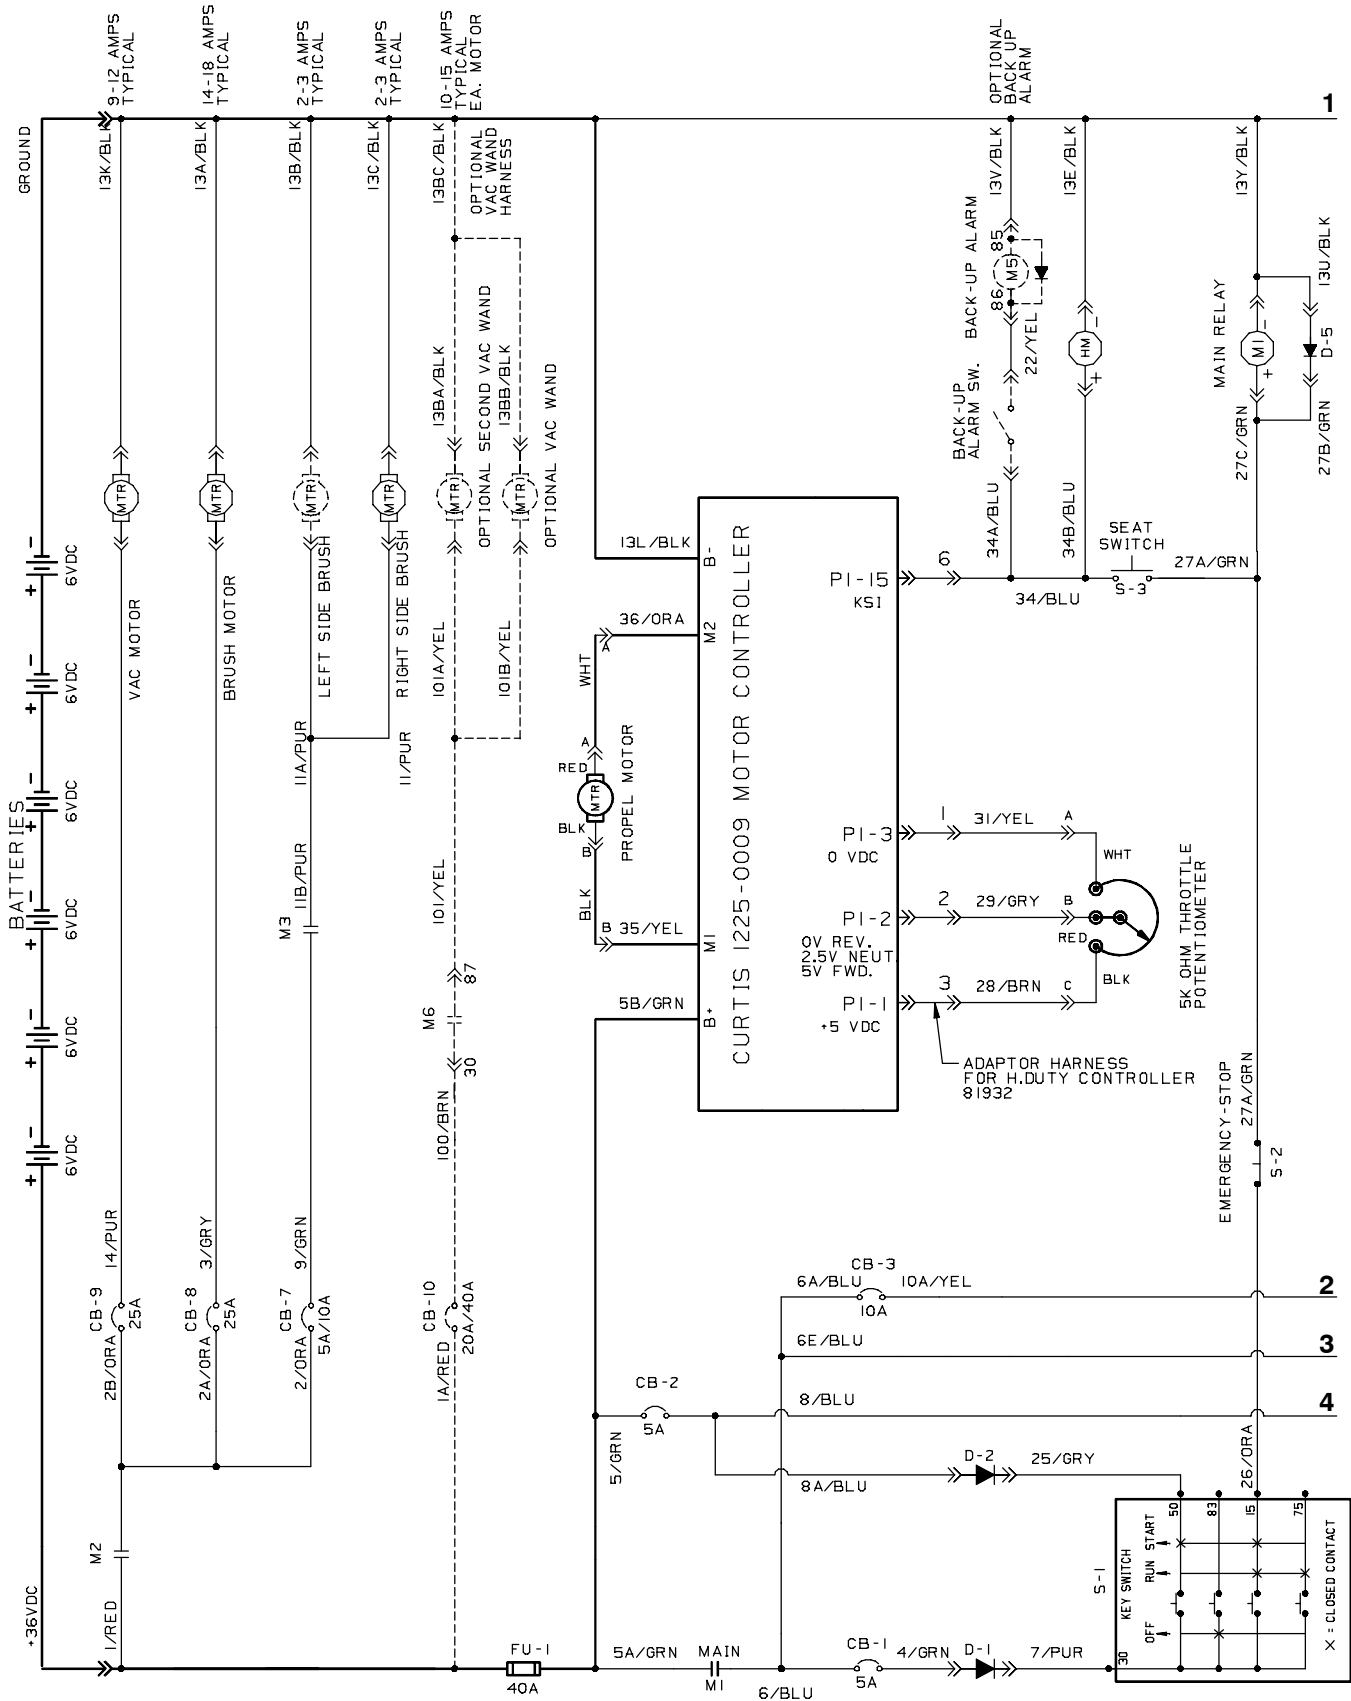 GROUND
9-12 AMPS
TYPICAL
14-18 AMPS
TYPICAL
2-3 AMPS
TYPICAL
2-3 AMPS
TYPICAL
10-15 AMPS
TYPICAL
EA. MOTOR
OPTIONAL
BACK UP
ALARM
1
13K/BLK
13A/BLK
13B/BLK
13C/BLK
13BC/BLK
OPTIONAL
VAC WAND
HARNESS
13V/BLK
13E/BLK
13Y/BLK
BACK-UP ALARM
85
M5
86
22/YEL
BACK-UP
ALARM SW.
HM
-
+
MAIN RELAY
M1
-
+
13U/BLK
D-5
27C/GRN
27B/GRN
13BA/BLK
13BB/BLK
MTR
MTR
MTR
MTR
MTR
MTR
OPTIONAL SECOND VAC WAND
OPTIONAL VAC WAND
VAC MOTOR
BRUSH MOTOR
LEFT SIDE BRUSH
RIGHT SIDE BRUSH
101A/YEL
101B/YEL
11A/PUR
11/PUR
11B/PUR
M3
101/YEL
87
M6
30
100/BRN
BATTERIES
- + 6VDC
- + 6VDC
- + 6VDC
- + 6VDC
- + 6VDC
- + 6VDC
13L/BLK
B-
36/ORA
M2
A
WHT
A
RED
MTR
PROPEL MOTOR
BLK
B
BLK
B
35/YEL
M1
5B/GRN
B+
CURTIS 1225-0009 MOTOR CONTROLLER
P1-15
KSI
6
34/BLU
34A/BLU
34B/BLU
SEAT
SWITCH
S-3
27A/GRN
P1-3
0 VDC
1
31/YEL
A
WHT
P1-2
0V REV.
2.5V NEUT.
5V FWD.
2
29/GRY
B
RED
P1-1
+5 VDC
3
28/BRN
C
BLK
5K OHM THROTTLE
POTENTIOMETER
ADAPTOR HARNESS
FOR H.DUTY CONTROLLER
81932
EMERGENCY-STOP
27A/GRN
S-2
14/PUR
CB-9
25A
2B/ORA
3/GRY
CB-8
25A
2A/ORA
9/GRN
CB-7
5A/10A
2/ORA
CB-10
20A/40A
1A/RED
6A/BLU
CB-3
10A
10A/YEL
2
6E/BLU
3
CB-2
5A
8/BLU
4
5/GRN
8A/BLU
D-2
25/GRY
26/ORA
M2
+36VDC
1/RED
FU-1
40A
5A/GRN
MAIN
M1
6/BLU
CB-1
5A
4/GRN
D-1
7/PUR
S-1
KEY SWITCH
50
83
15
75
OFF
RUN
START
30
X = CLOSED CONTACT